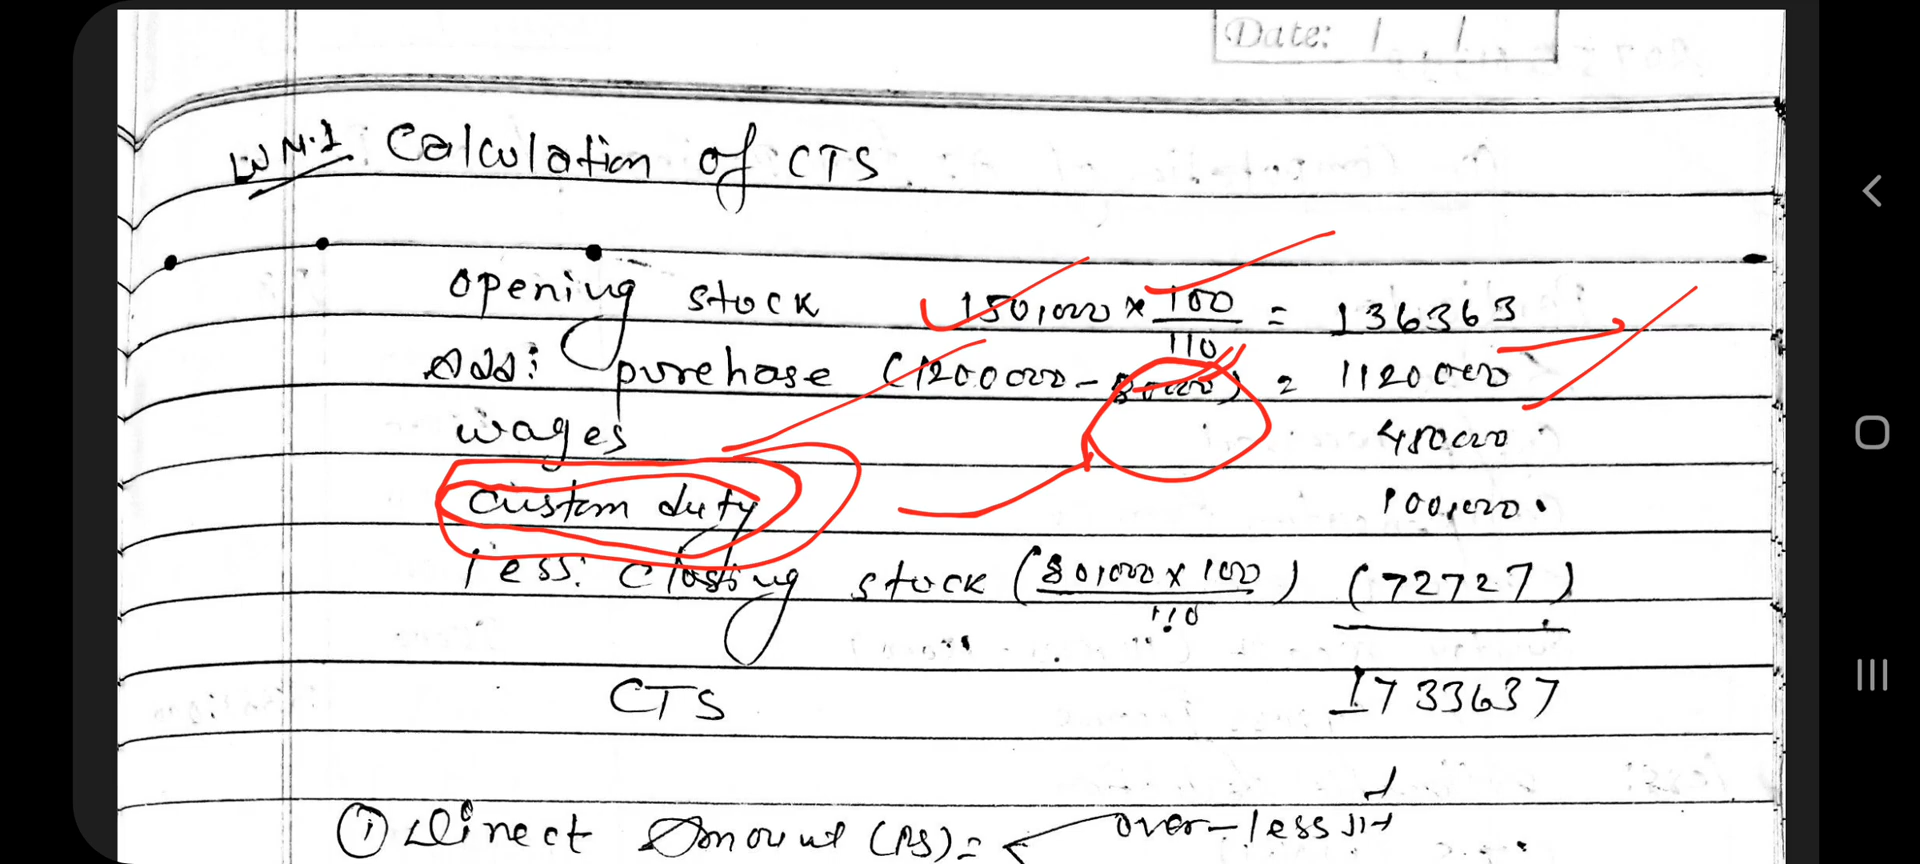 Date: / /
W.N.1: Calculation of CTS
Opening stock 150,000 × 100/110 = 136363
Add: purchase (1200000 - 80000) = 1120000
wages 480000
custom duty 100,000
less: closing stock (80,000 × 100/110) (72727)
CTS 1733637
① Direct Amount (RS) =
over - less